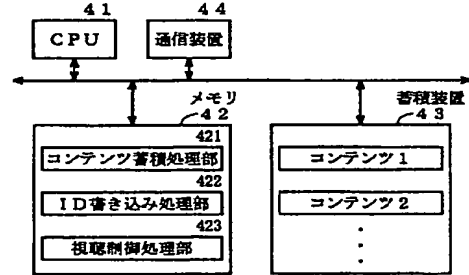 41
CPU
44
通信装置
メモリ
42
421
コンテンツ蓄積処理部
422
ID書き込み処理部
423
視聴制御処理部
蓄積装置
43
コンテンツ1
コンテンツ2